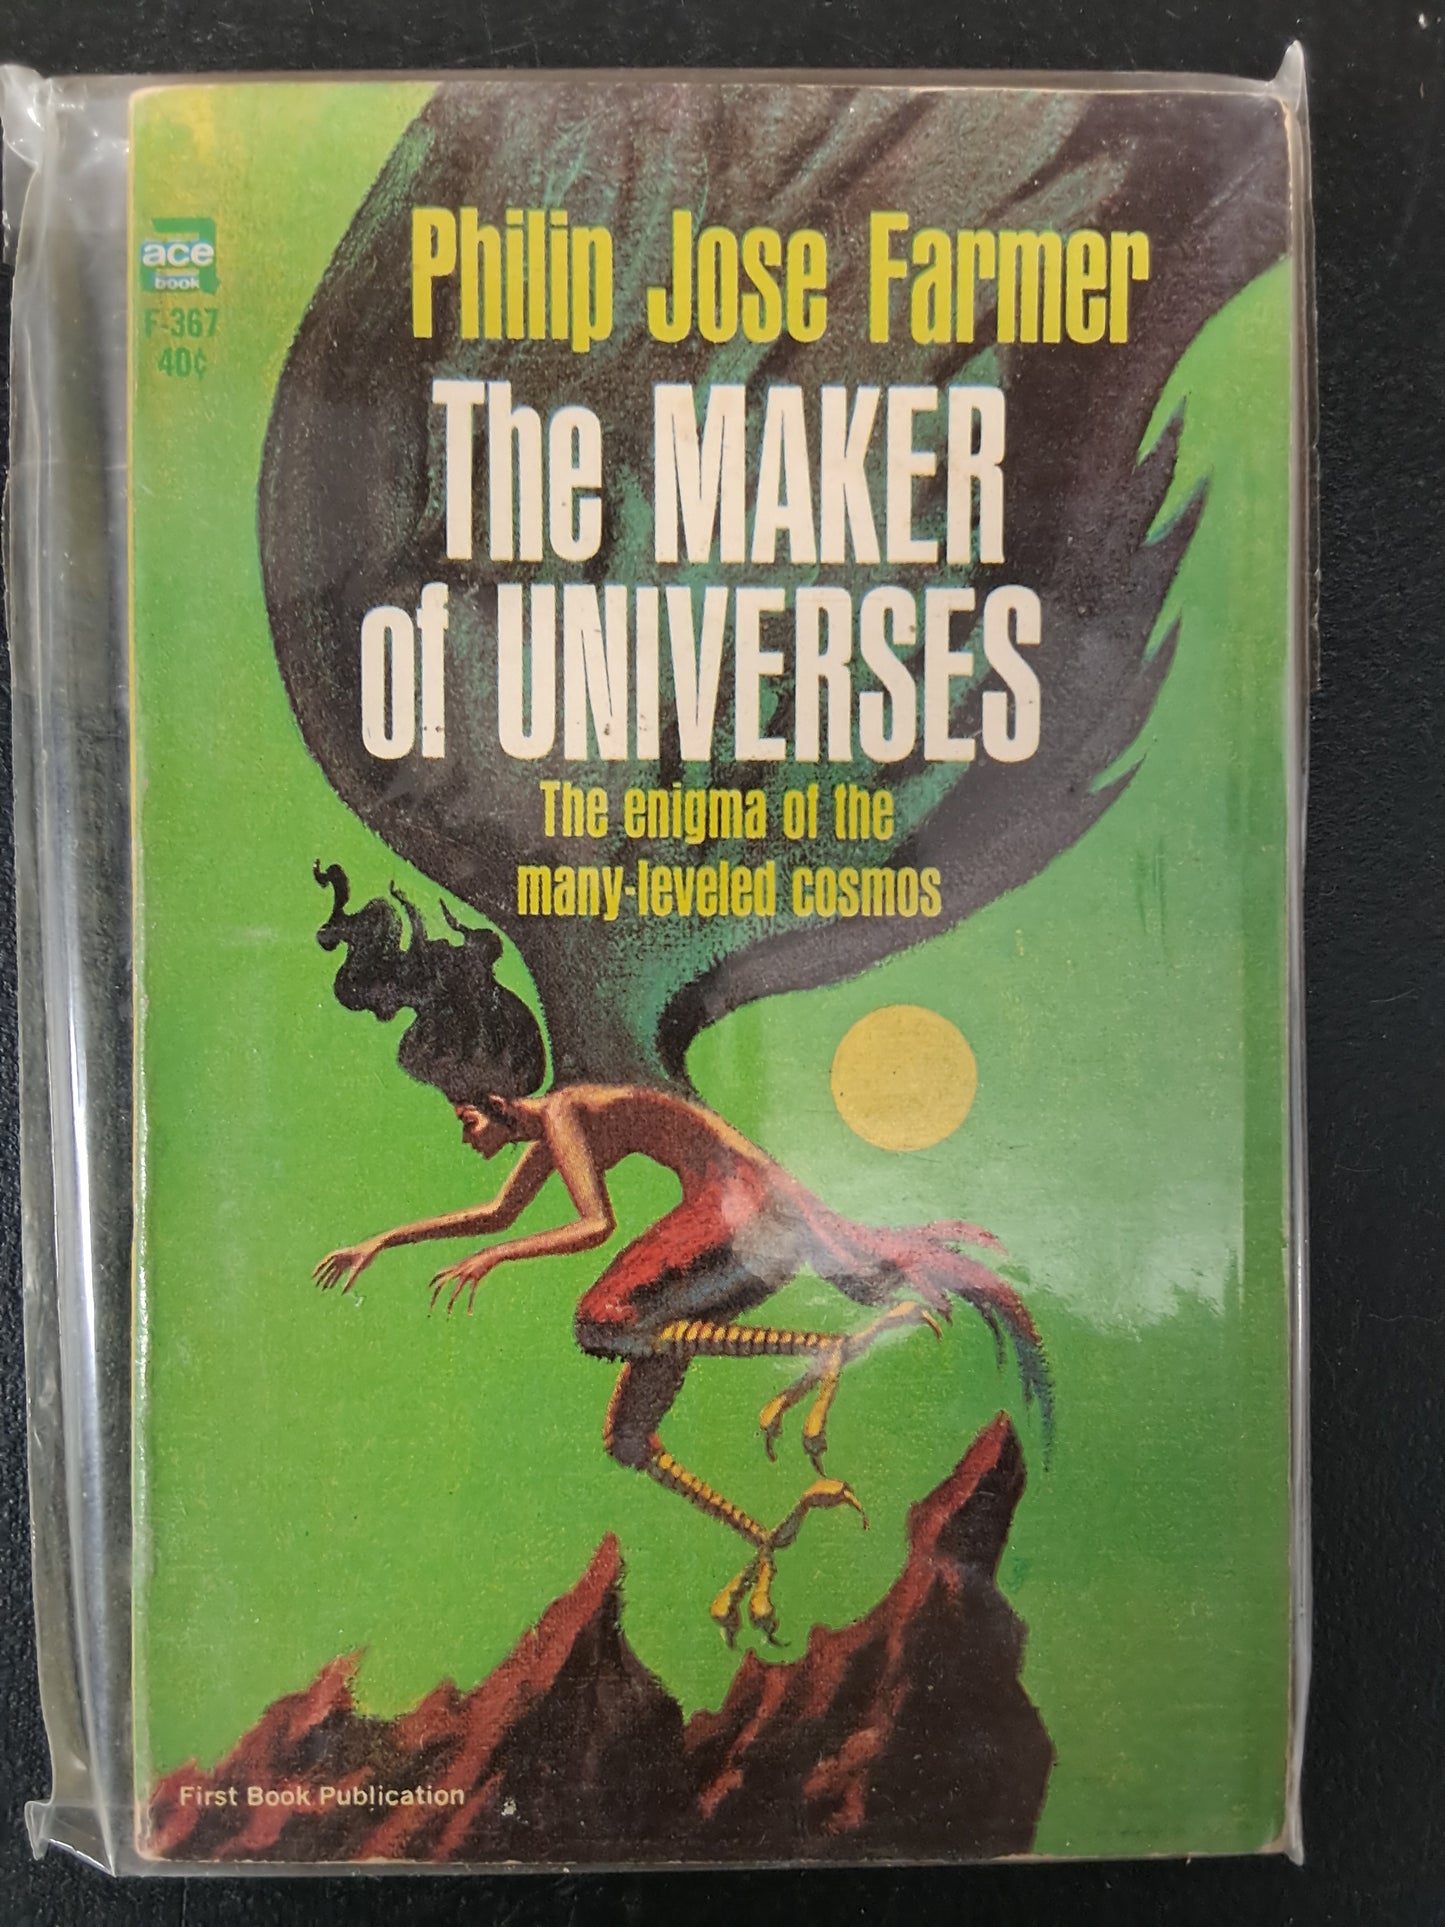 ace
book
F-367
40¢
Philip Jose Farmer
The MAKER
of UNIVERSES
The enigma of the
many-leveled cosmos
First Book Publication